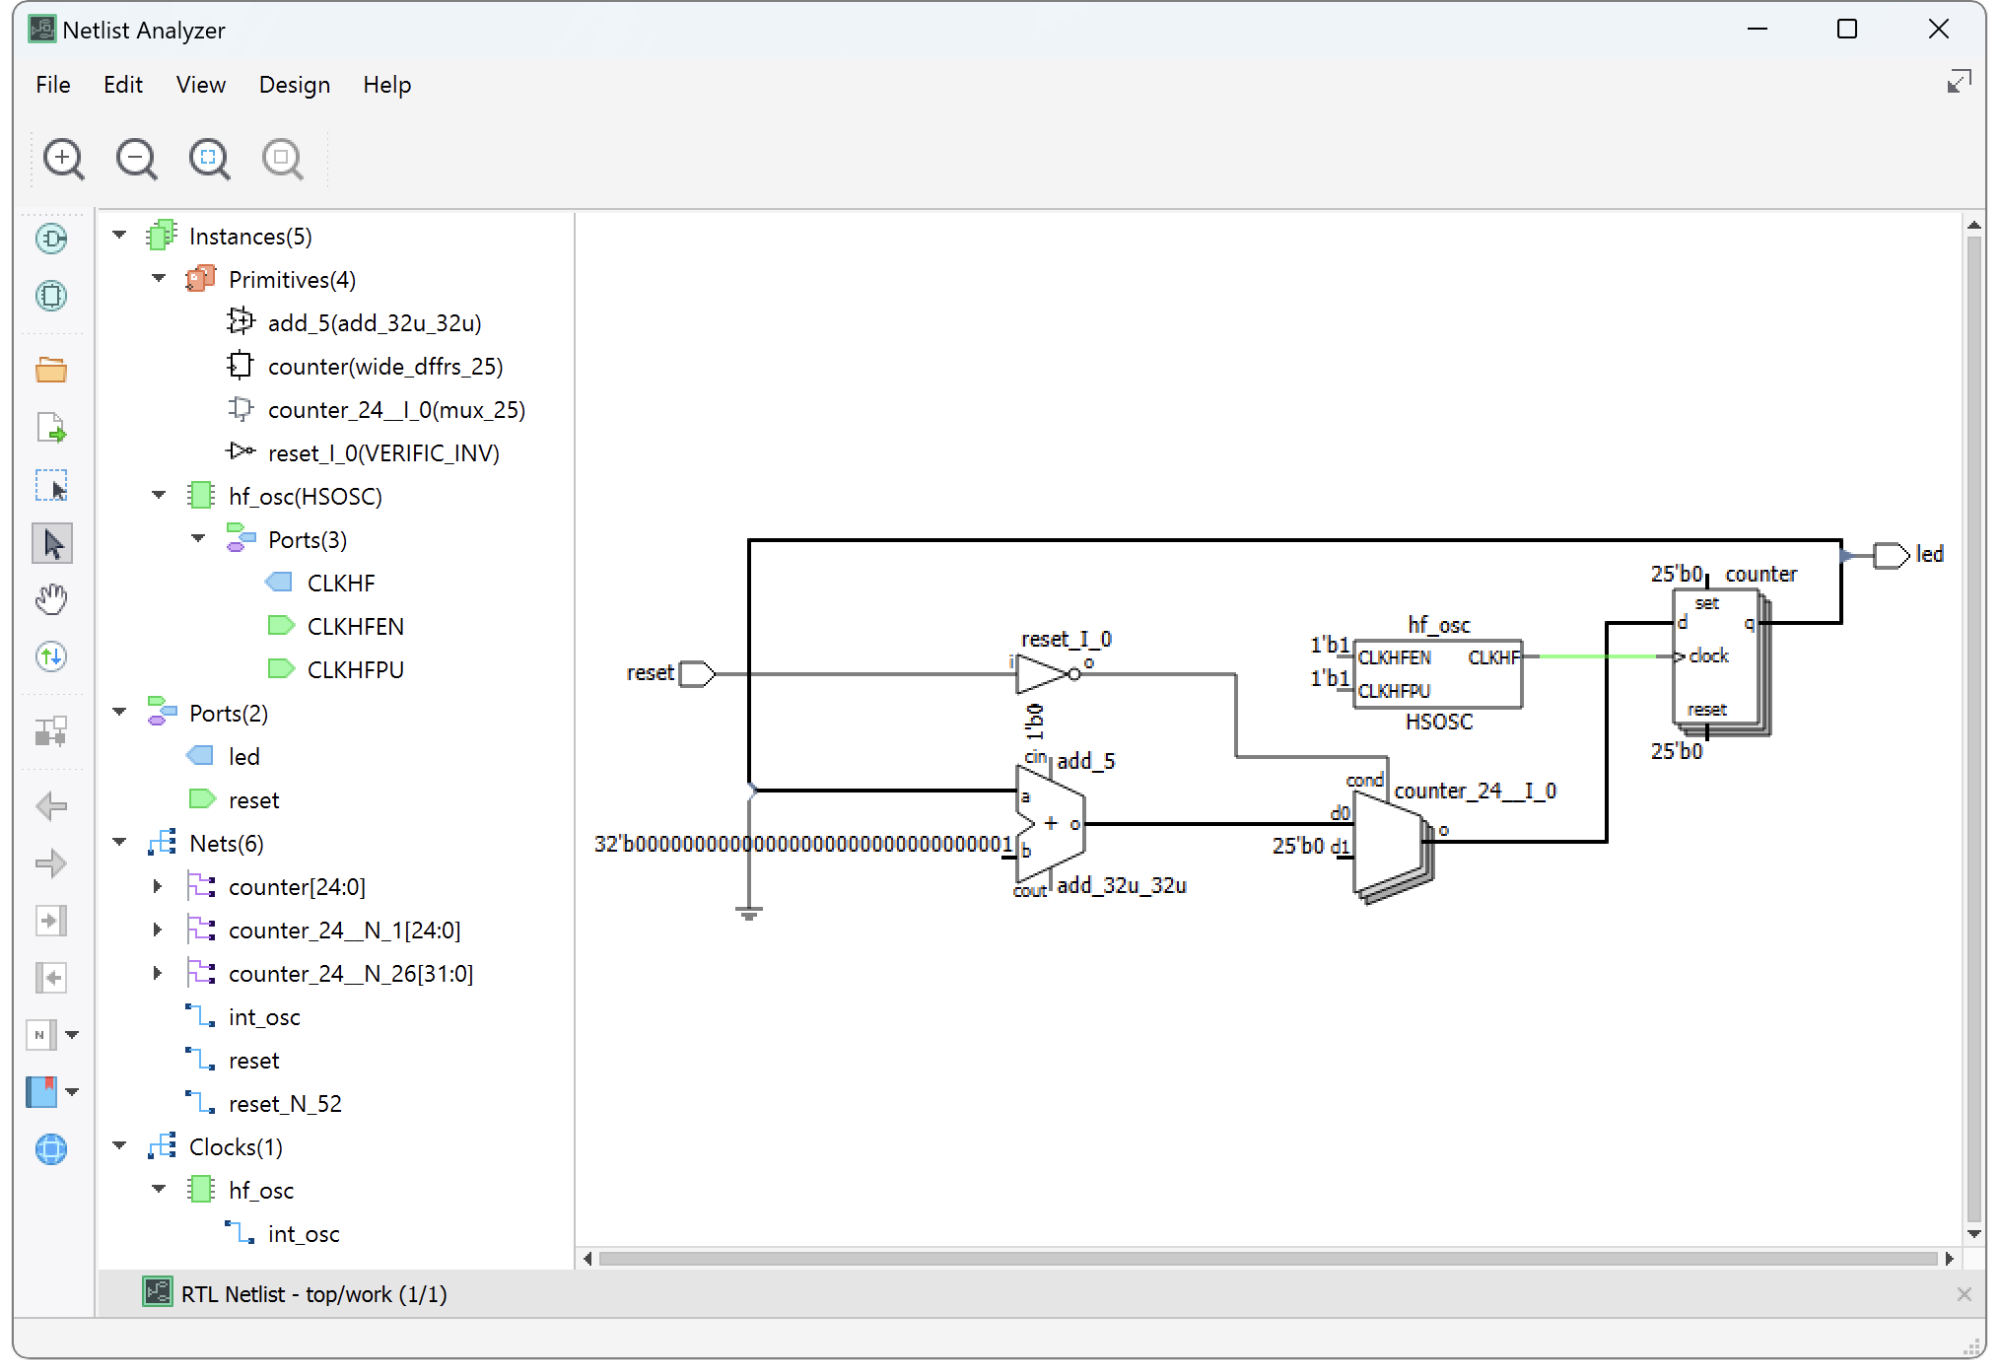 Netlist Analyzer
File Edit View Design Help
Instances(5)
Primitives(4)
add_5(add_32u_32u)
counter(wide_dffrs_25)
counter_24__I_0(mux_25)
reset_I_0(VERIFIC_INV)
hf_osc(HSOSC)
Ports(3)
CLKHF
CLKHFEN
CLKHFPU
Ports(2)
led
reset
Nets(6)
counter[24:0]
counter_24__N_1[24:0]
counter_24__N_26[31:0]
int_osc
reset
reset_N_52
Clocks(1)
hf_osc
int_osc
N
led
25'b0 counter
set
d q
clock
reset
25'b0
hf_osc
1'b1 CLKHFEN CLKHF
1'b1 CLKHFPU
HSOSC
reset_I_0
reset i o
1'b0
cin add_5
a
+ o
32'b00000000000000000000000000000001 b
cout add_32u_32u
cond counter_24__I_0
d0
o
25'b0 d1
RTL Netlist - top/work (1/1)